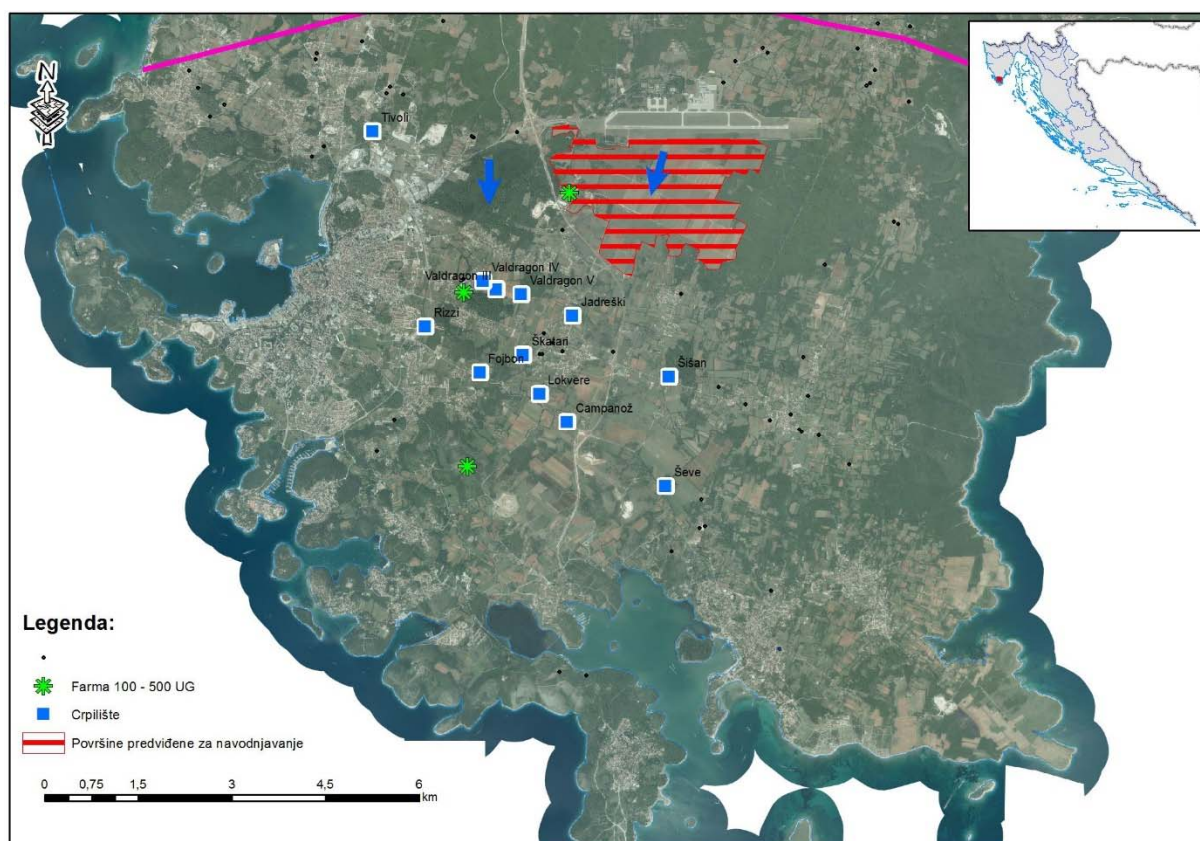 N
Tivoli
Valdragon IV
Valdragon III
Valdragon V
Jadreški
Rizzi
Škatari
Fojbon
Šišan
Lokvere
Campanož
Ševe
Legenda:
Farma 100 - 500 UG
Crpilište
Površine predviđene za navodnjavanje
0 0,75 1,5 3 4,5 6
km